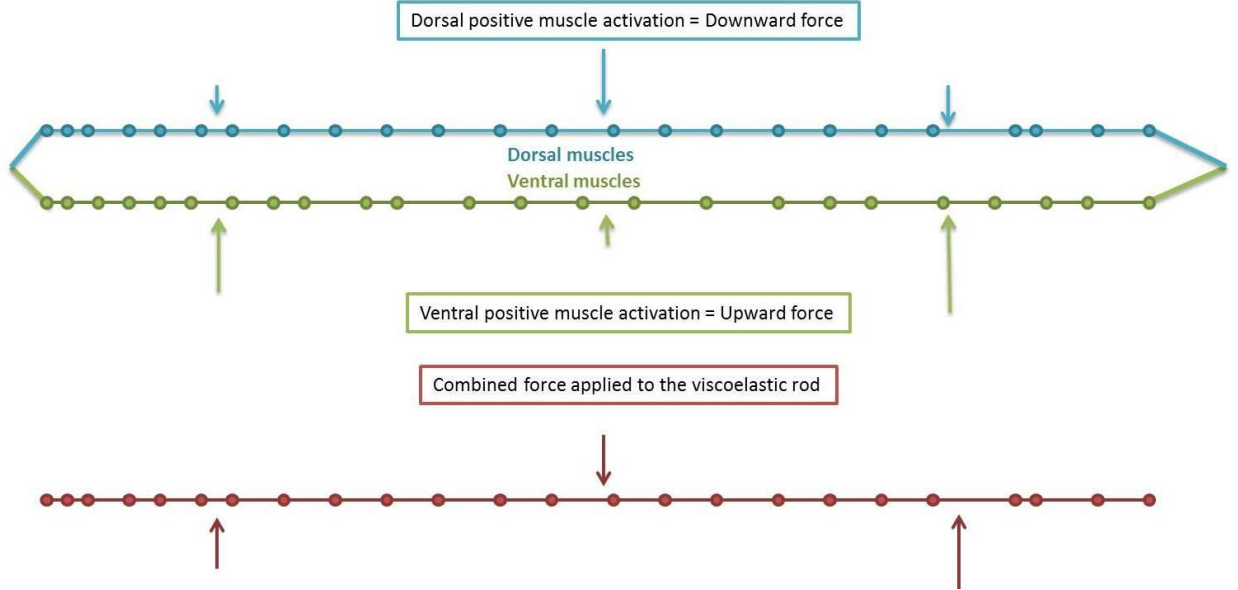 Dorsal positive muscle activation = Downward force
Dorsal muscles
Ventral muscles
Ventral positive muscle activation = Upward force
Combined force applied to the viscoelastic rod